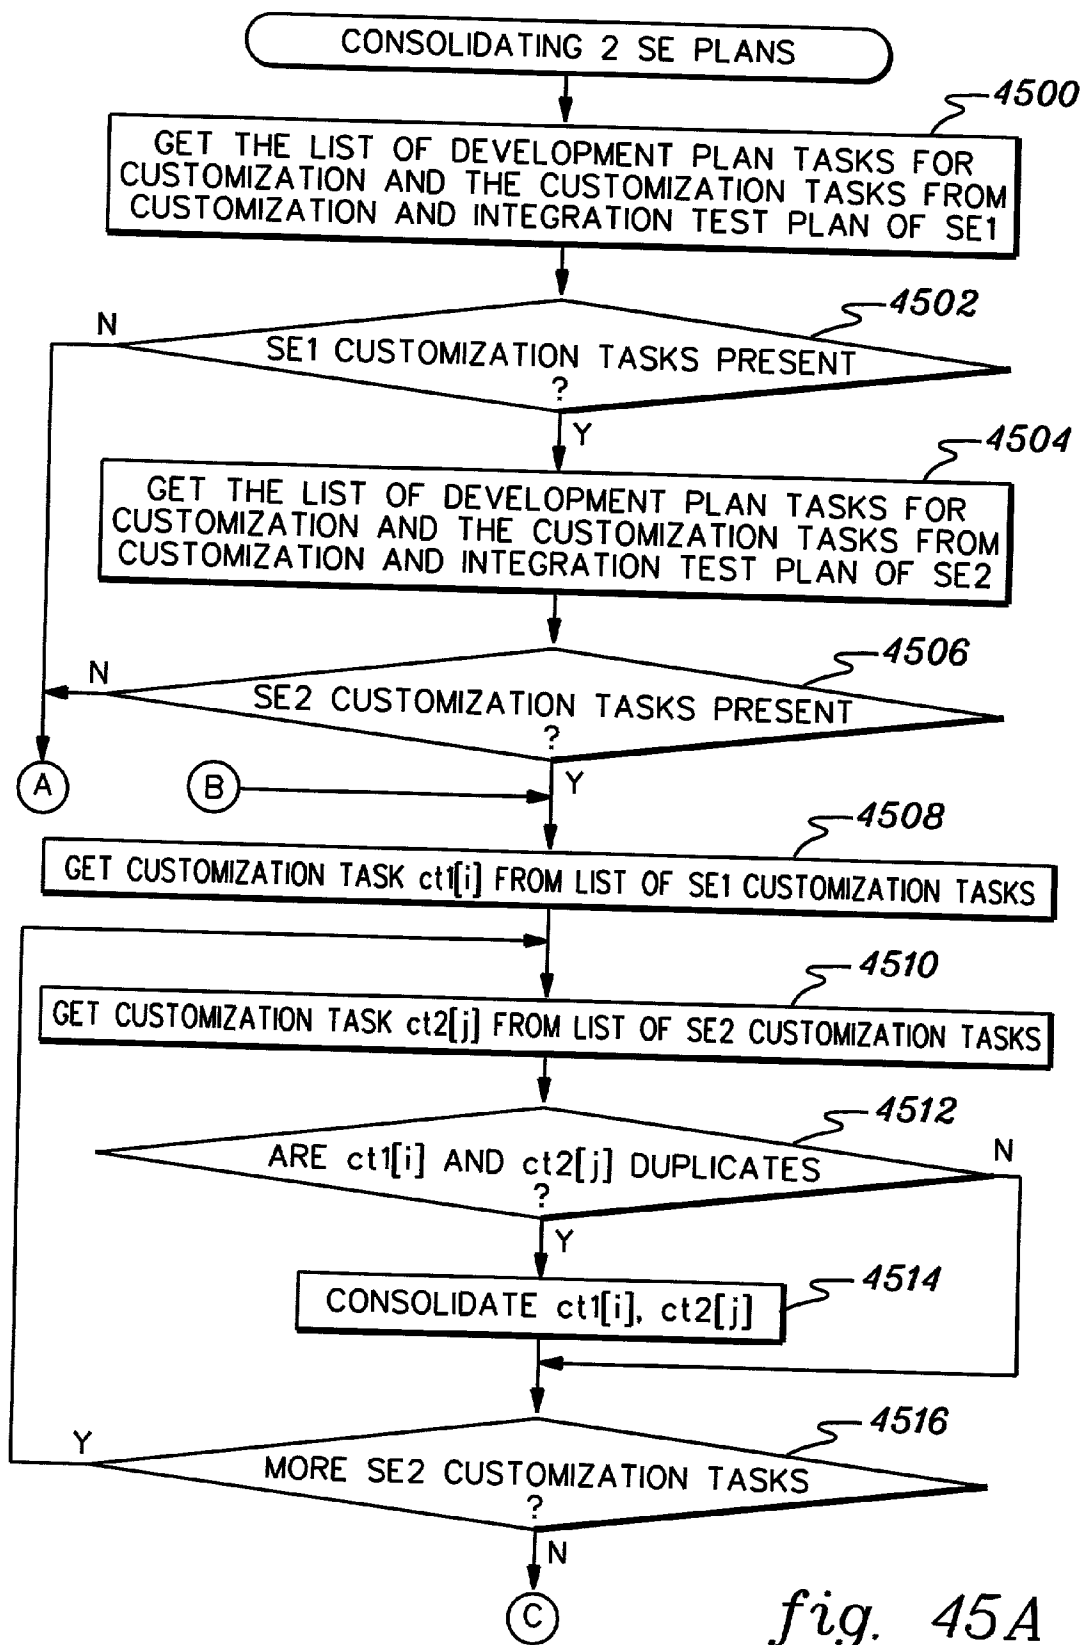 CONSOLIDATING 2 SE PLANS
4500
GET THE LIST OF DEVELOPMENT PLAN TASKS FOR
CUSTOMIZATION AND THE CUSTOMIZATION TASKS FROM
CUSTOMIZATION AND INTEGRATION TEST PLAN OF SE1
4502
N
SE1 CUSTOMIZATION TASKS PRESENT
?
Y
4504
GET THE LIST OF DEVELOPMENT PLAN TASKS FOR
CUSTOMIZATION AND THE CUSTOMIZATION TASKS FROM
CUSTOMIZATION AND INTEGRATION TEST PLAN OF SE2
4506
N
SE2 CUSTOMIZATION TASKS PRESENT
?
Y
A
B
4508
GET CUSTOMIZATION TASK ct1[i] FROM LIST OF SE1 CUSTOMIZATION TASKS
4510
GET CUSTOMIZATION TASK ct2[j] FROM LIST OF SE2 CUSTOMIZATION TASKS
4512
N
ARE ct1[i] AND ct2[j] DUPLICATES
?
Y
4514
CONSOLIDATE ct1[i], ct2[j]
4516
Y
MORE SE2 CUSTOMIZATION TASKS
?
N
C
fig. 45A